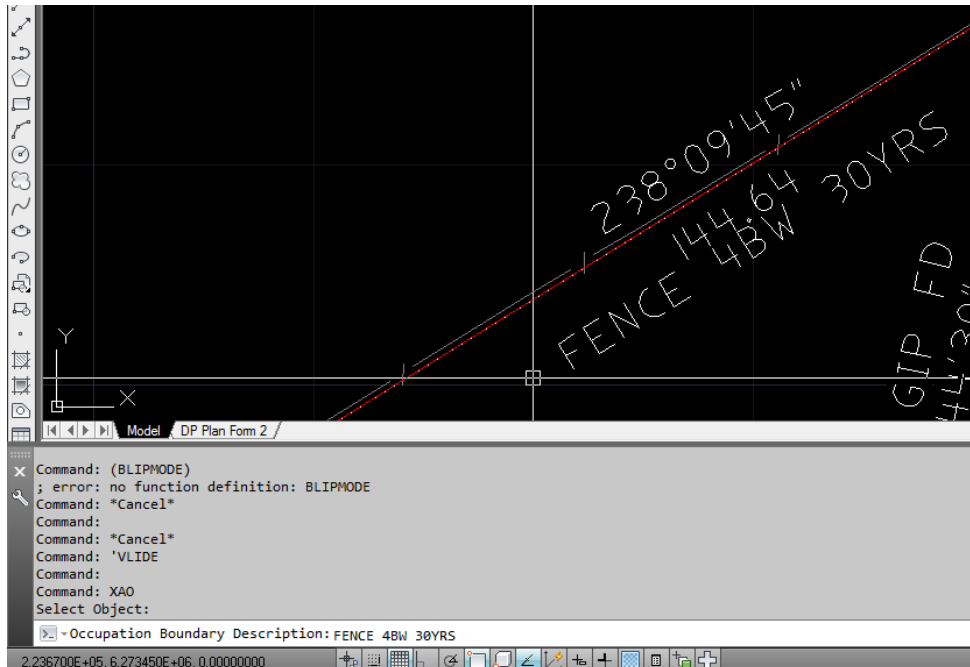 238°09'45"
144.64
FENCE 4BW 30YRS
GIP FD
Y
X
Model
DP Plan Form 2
Command: (BLIPMODE)
; error: no function definition: BLIPMODE
Command: *Cancel*
Command:
Command: *Cancel*
Command: 'VLIDE
Command:
Command: XAO
Select Object:
Occupation Boundary Description: FENCE 4BW 30YRS
2.236700E+05, 6.273450E+06, 0.00000000